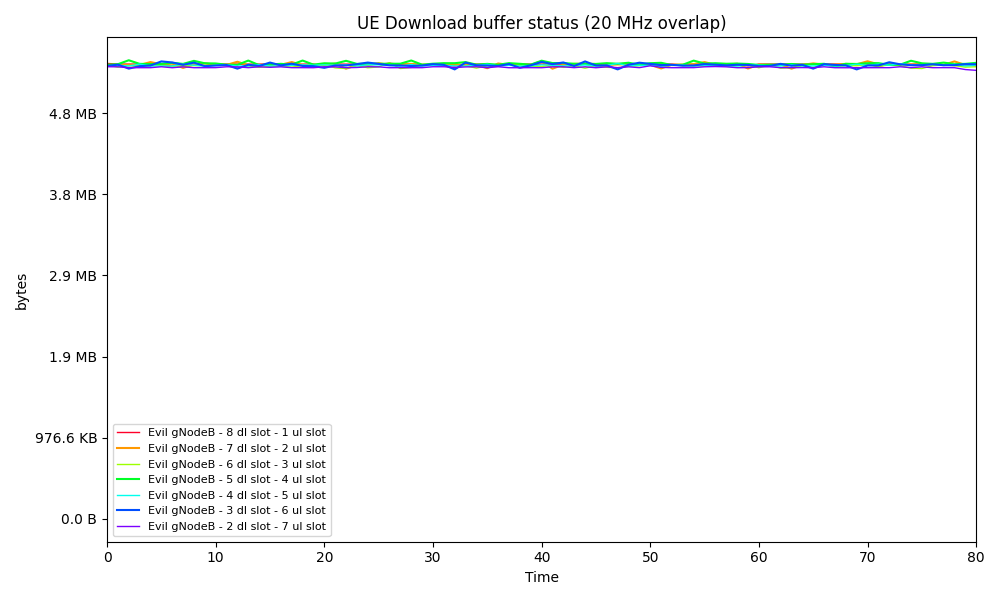 UE Download buffer status (20 MHz overlap)
bytes
4.8 MB
3.8 MB
2.9 MB
1.9 MB
976.6 KB
0.0 B
Evil gNodeB - 8 dl slot - 1 ul slot
Evil gNodeB - 7 dl slot - 2 ul slot
Evil gNodeB - 6 dl slot - 3 ul slot
Evil gNodeB - 5 dl slot - 4 ul slot
Evil gNodeB - 4 dl slot - 5 ul slot
Evil gNodeB - 3 dl slot - 6 ul slot
Evil gNodeB - 2 dl slot - 7 ul slot
0 10 20 30 40 50 60 70 80
Time